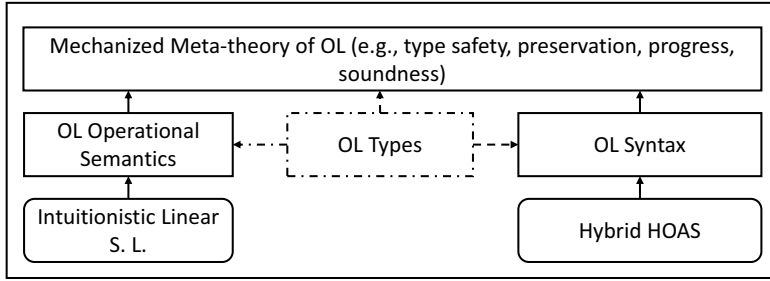 Mechanized Meta-theory of OL (e.g., type safety, preservation, progress,
soundness)
OL Operational
Semantics
OL Types
OL Syntax
Intuitionistic Linear
S. L.
Hybrid HOAS